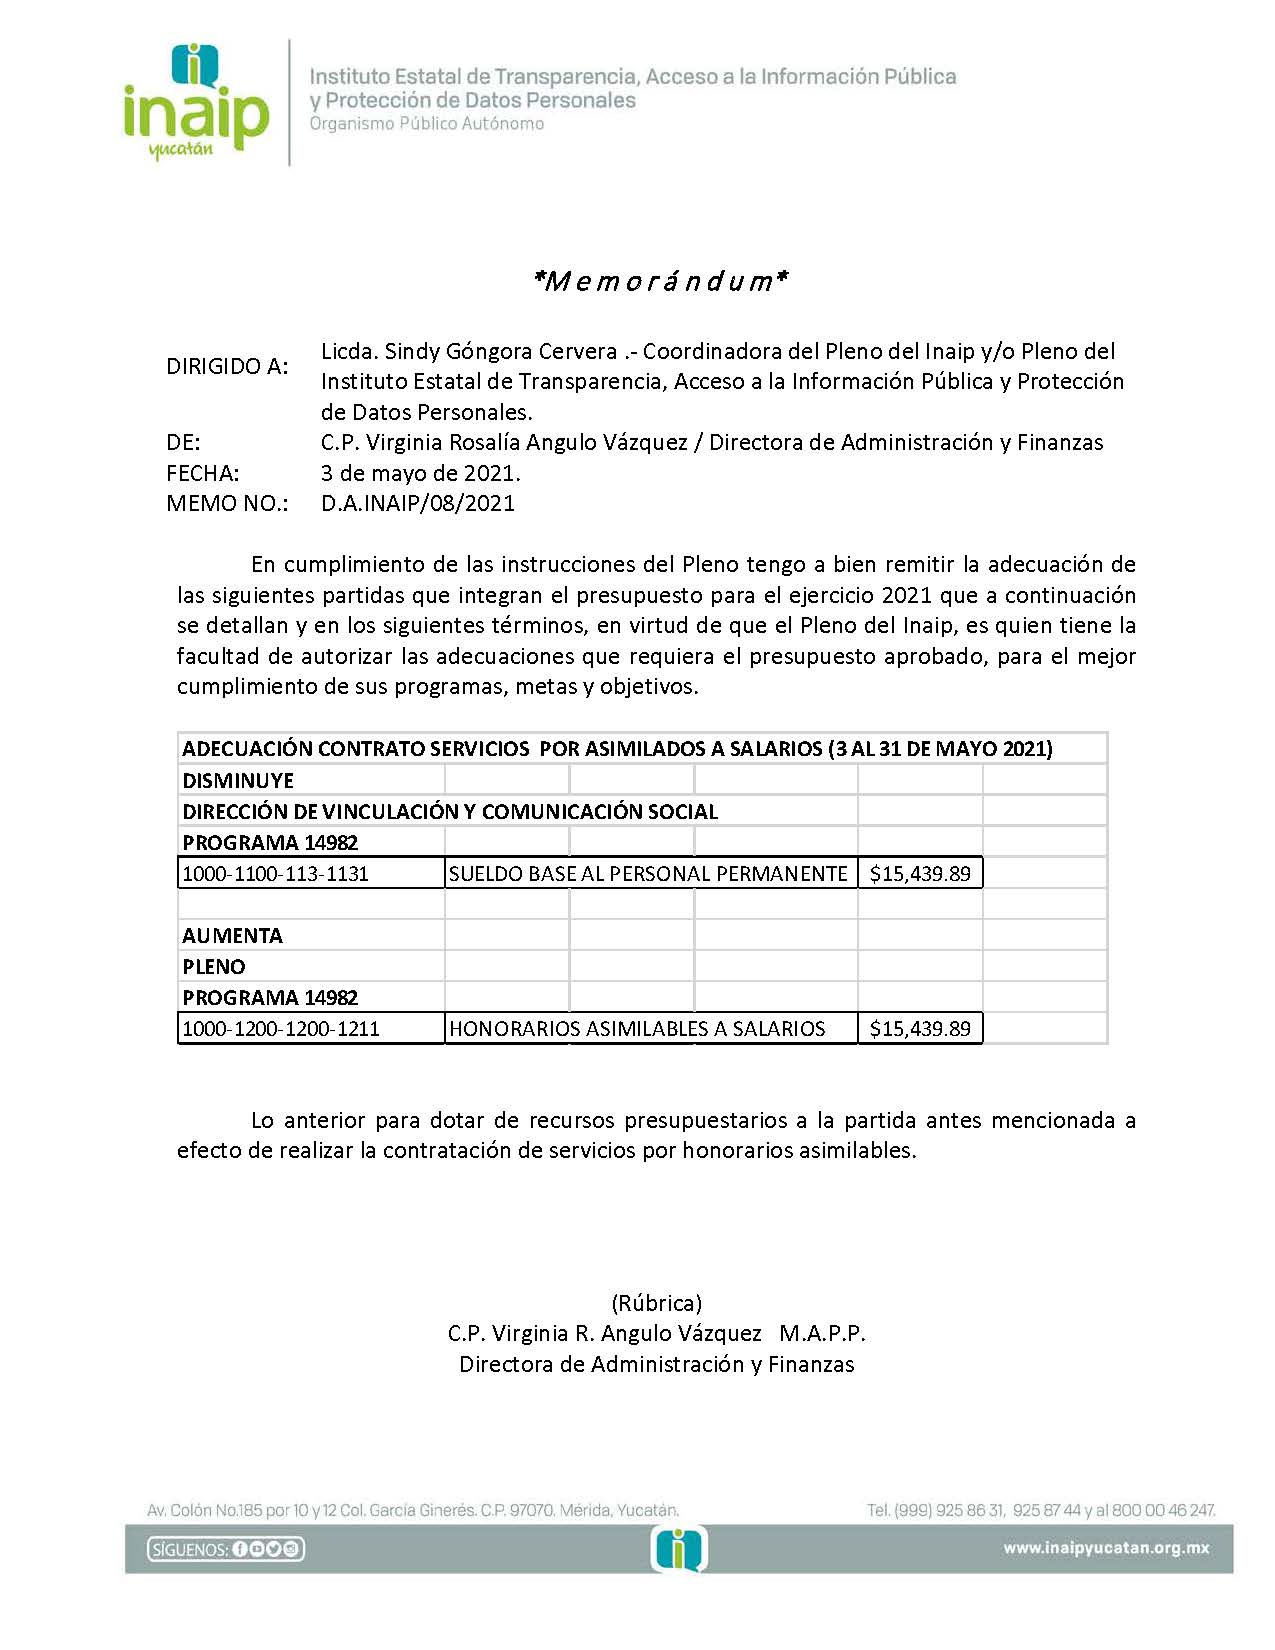 inaip
yucatán
Instituto Estatal de Transparencia, Acceso a la Información Pública
y Protección de Datos Personales
Organismo Público Autónomo
*Memorándum*
DIRIGIDO A:
Licda. Sindy Góngora Cervera .- Coordinadora del Pleno del Inaip y/o Pleno del
Instituto Estatal de Transparencia, Acceso a la Información Pública y Protección
de Datos Personales.
DE: C.P. Virginia Rosalía Angulo Vázquez / Directora de Administración y Finanzas
FECHA: 3 de mayo de 2021.
MEMO NO.: D.A.INAIP/08/2021
En cumplimiento de las instrucciones del Pleno tengo a bien remitir la adecuación de
las siguientes partidas que integran el presupuesto para el ejercicio 2021 que a continuación
se detallan y en los siguientes términos, en virtud de que el Pleno del Inaip, es quien tiene la
facultad de autorizar las adecuaciones que requiera el presupuesto aprobado, para el mejor
cumplimiento de sus programas, metas y objetivos.
ADECUACIÓN CONTRATO SERVICIOS POR ASIMILADOS A SALARIOS (3 AL 31 DE MAYO 2021)
DISMINUYE
DIRECCIÓN DE VINCULACIÓN Y COMUNICACIÓN SOCIAL
PROGRAMA 14982
1000-1100-113-1131 SUELDO BASE AL PERSONAL PERMANENTE $15,439.89
AUMENTA
PLENO
PROGRAMA 14982
1000-1200-1200-1211 HONORARIOS ASIMILABLES A SALARIOS $15,439.89
Lo anterior para dotar de recursos presupuestarios a la partida antes mencionada a
efecto de realizar la contratación de servicios por honorarios asimilables.
(Rúbrica)
C.P. Virginia R. Angulo Vázquez M.A.P.P.
Directora de Administración y Finanzas
Av. Colón No.185 por 10 y 12 Col. García Ginerés. C.P. 97070. Mérida, Yucatán. Tel. (999) 925 86 31, 925 87 44 y al 800 00 46 247.
SÍGUENOS: www.inaipyucatan.org.mx